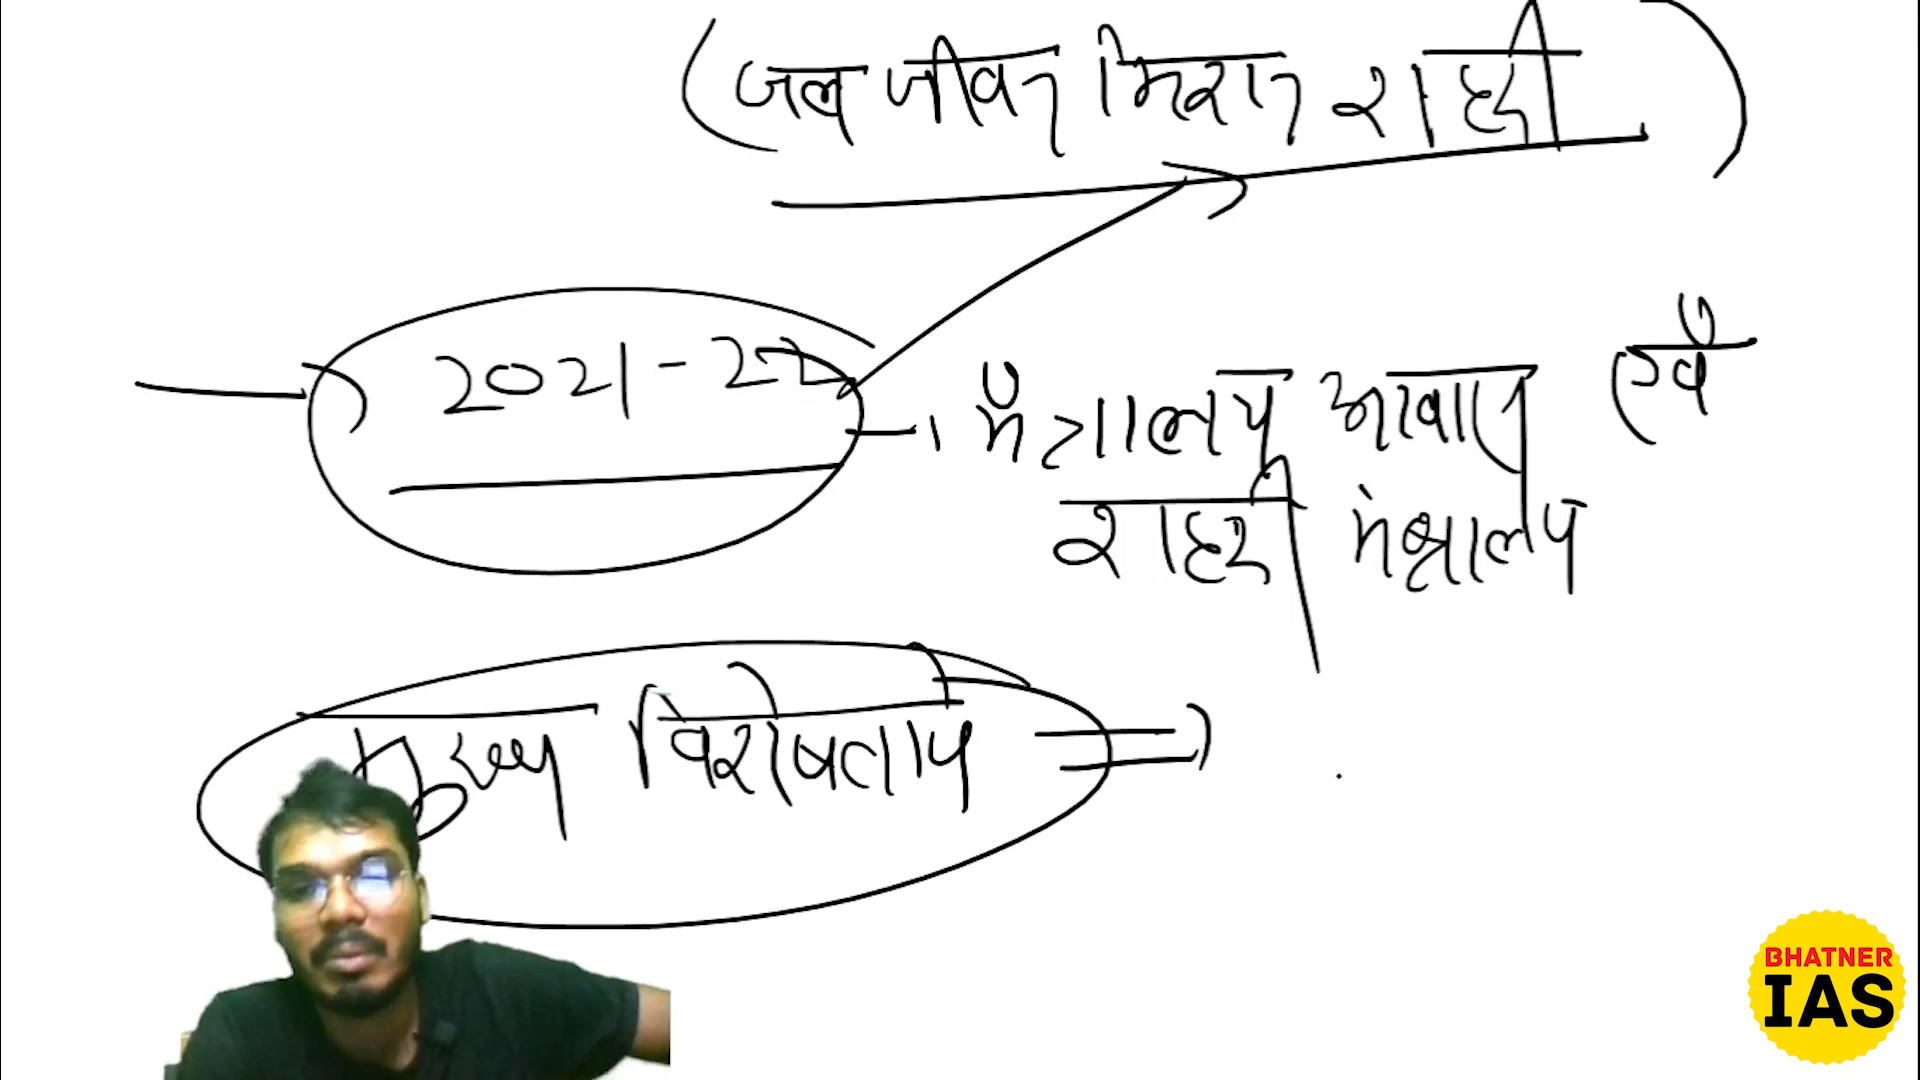 (जल जीवन मिशन शहरी)
2021-22
मंत्रालय आवास एवं
शहरी मंत्रालय
मुख्य विशेषताएं
BHATNER
IAS